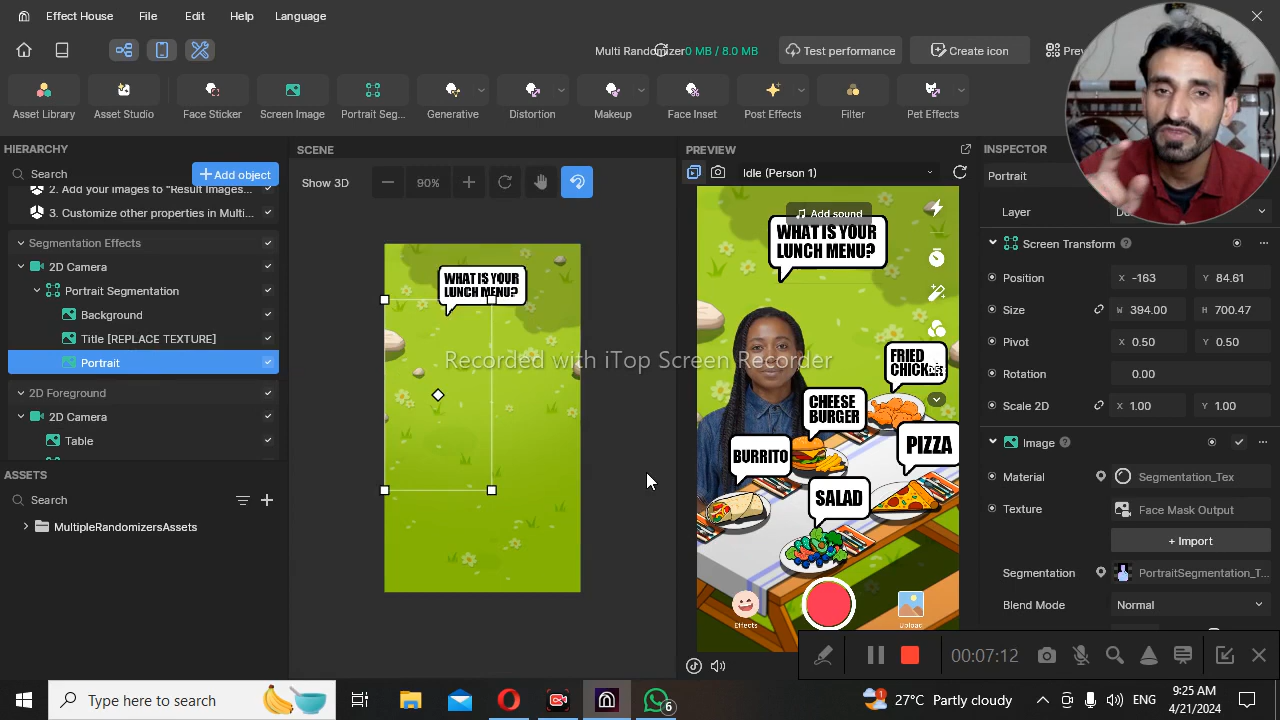 Effect House
File
Edit
Help
Language
Multi Randomizer
0 MB / 8.0 MB
Test performance
Create icon
Asset Library
Asset Studio
Face Sticker
Screen Image
Portrait Seg...
Generative
Distortion
Makeup
Face Inset
Post Effects
Filter
Pet Effects
HIERARCHY
Search
Add object
2. Add your images to "Result Images...
3. Customize other properties in Multi...
Segmentation Effects
2D Camera
Portrait Segmentation
Background
Title [REPLACE TEXTURE]
Portrait
2D Foreground
2D Camera
Table
ASSETS
Search
MultipleRandomizersAssets
SCENE
Show 3D
90%
WHAT IS YOUR
LUNCH MENU?
Recorded with iTop Screen Recorder
PREVIEW
Idle (Person 1)
Add sound
WHAT IS YOUR
LUNCH MENU?
FRIED
CHICKEN
CHEESE
BURGER
PIZZA
BURRITO
SALAD
Effects
Upload
INSPECTOR
Portrait
Layer
Screen Transform
Position
X -163
Y 84.61
Size
W 394.00
H 700.47
Pivot
X 0.50
Y 0.50
Rotation
0.00
Scale 2D
X 1.00
Y 1.00
Image
Material
Segmentation_Tex
Texture
Face Mask Output
+ Import
Segmentation
PortraitSegmentation_T...
Blend Mode
Normal
00:07:12
Type here to search
6
27°C Partly cloudy
ENG
9:25 AM
4/21/2024